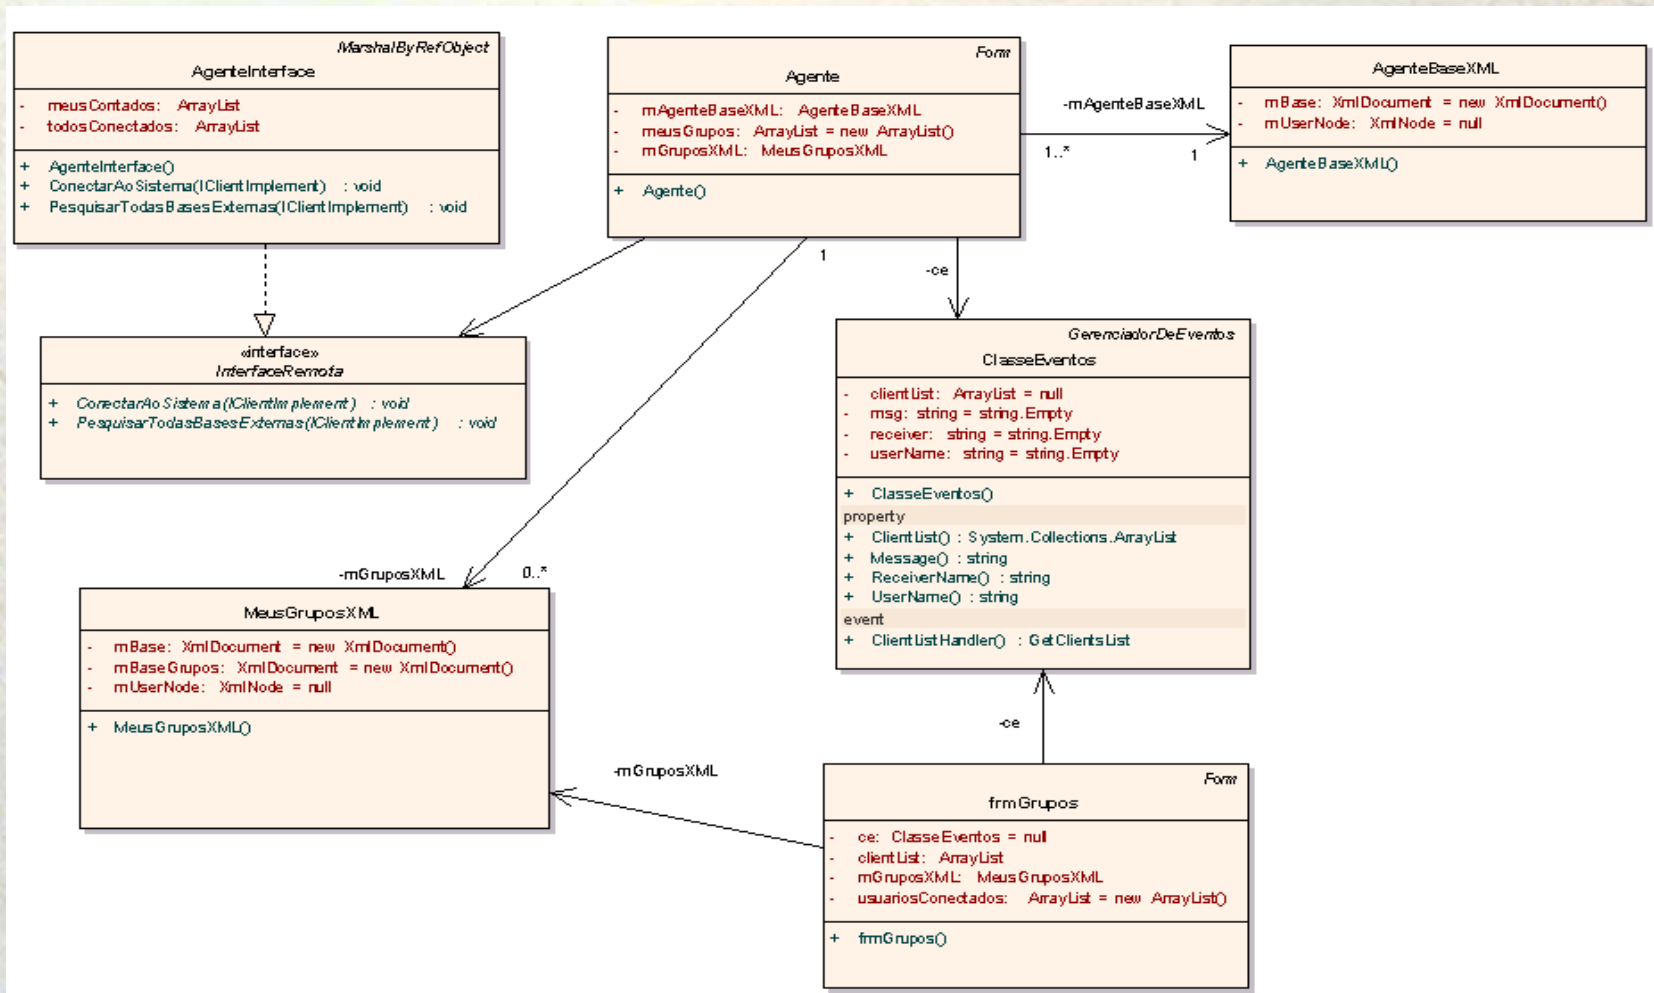 MarshalByRefObject
AgenteInterface
- meusContados: ArrayList
- todosConectados: ArrayList
+ AgenteInterface()
+ ConectarAoSistema(IClientImplement) : void
+ PesquisarTodasBasesExternas(IClientImplement) : void
Form
Agente
- mAgenteBaseXML: AgenteBaseXML
- meusGrupos: ArrayList = new ArrayList()
- mGruposXML: MeusGruposXML
+ Agente()
-mAgenteBaseXML
1..*
1
AgenteBaseXML
- mBase: XmlDocument = new XmlDocument()
- mUserNode: XmlNode = null
+ AgenteBaseXML()
1
-ce
«interface»
InterfaceRemota
+ ConectarAoSistema(IClientImplement) : void
+ PesquisarTodasBasesExternas(IClientImplement) : void
GerenciadorDeEventos
ClasseEventos
- clientList: ArrayList = null
- msg: string = string.Empty
- receiver: string = string.Empty
- userName: string = string.Empty
+ ClasseEventos()
property
+ ClientList() : System.Collections.ArrayList
+ Message() : string
+ ReceiverName() : string
+ UserName() : string
event
+ ClientListHandler() : GetClientsList
-mGruposXML
0..*
MeusGruposXML
- mBase: XmlDocument = new XmlDocument()
- mBaseGrupos: XmlDocument = new XmlDocument()
- mUserNode: XmlNode = null
+ MeusGruposXML()
-ce
-mGruposXML
Form
frmGrupos
- ce: ClasseEventos = null
- clientList: ArrayList
- mGruposXML: MeusGruposXML
- usuariosConectados: ArrayList = new ArrayList()
+ frmGrupos()